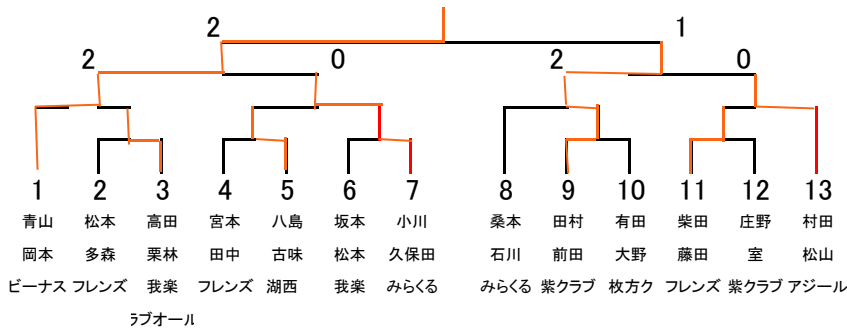 2 1
2 0 2 0
1 2 3 4 5 6 7 8 9 10 11 12 13
青山 松本 高田 宮本 八島 坂本 小川 桑本 田村 有田 柴田 庄野 村田
岡本 多森 栗林 田中 古味 松本 久保田 石川 前田 大野 藤田 室 松山
ビーナス フレンズ 我楽 フレンズ 湖西 我楽 みらくる みらくる 紫クラブ 枚方ク フレンズ 紫クラブ アジール
ラブオール